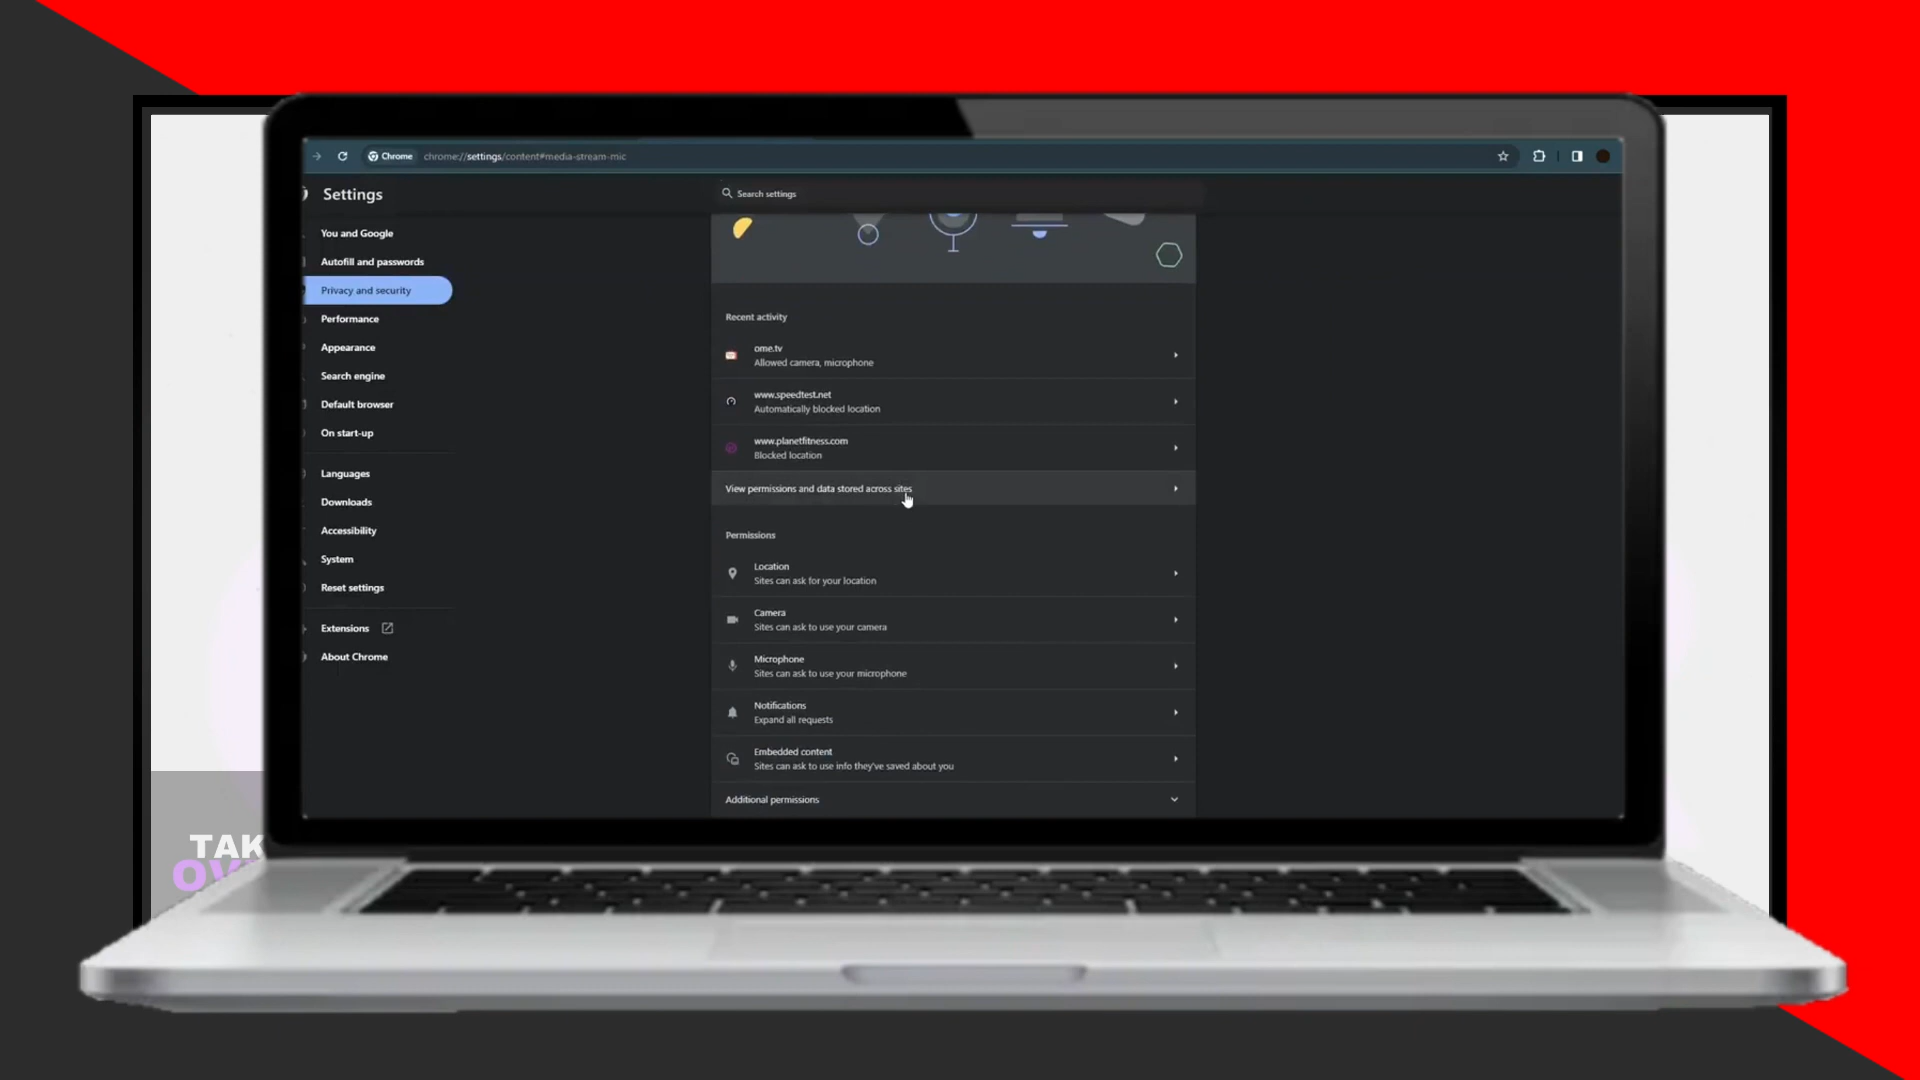 Chrome
chrome://settings/content#media-stream-mic
Settings
Search settings
You and Google
Autofill and passwords
Privacy and security
Performance
Appearance
Search engine
Default browser
On start-up
Languages
Downloads
Accessibility
System
Reset settings
Extensions
About Chrome
Recent activity
ome.tv
Allowed camera, microphone
www.speedtest.net
Automatically blocked location
www.planetfitness.com
Blocked location
View permissions and data stored across sites
Permissions
Location
Sites can ask for your location
Camera
Sites can ask to use your camera
Microphone
Sites can ask to use your microphone
Notifications
Expand all requests
Embedded content
Sites can ask to use info they've saved about you
Additional permissions
TAK